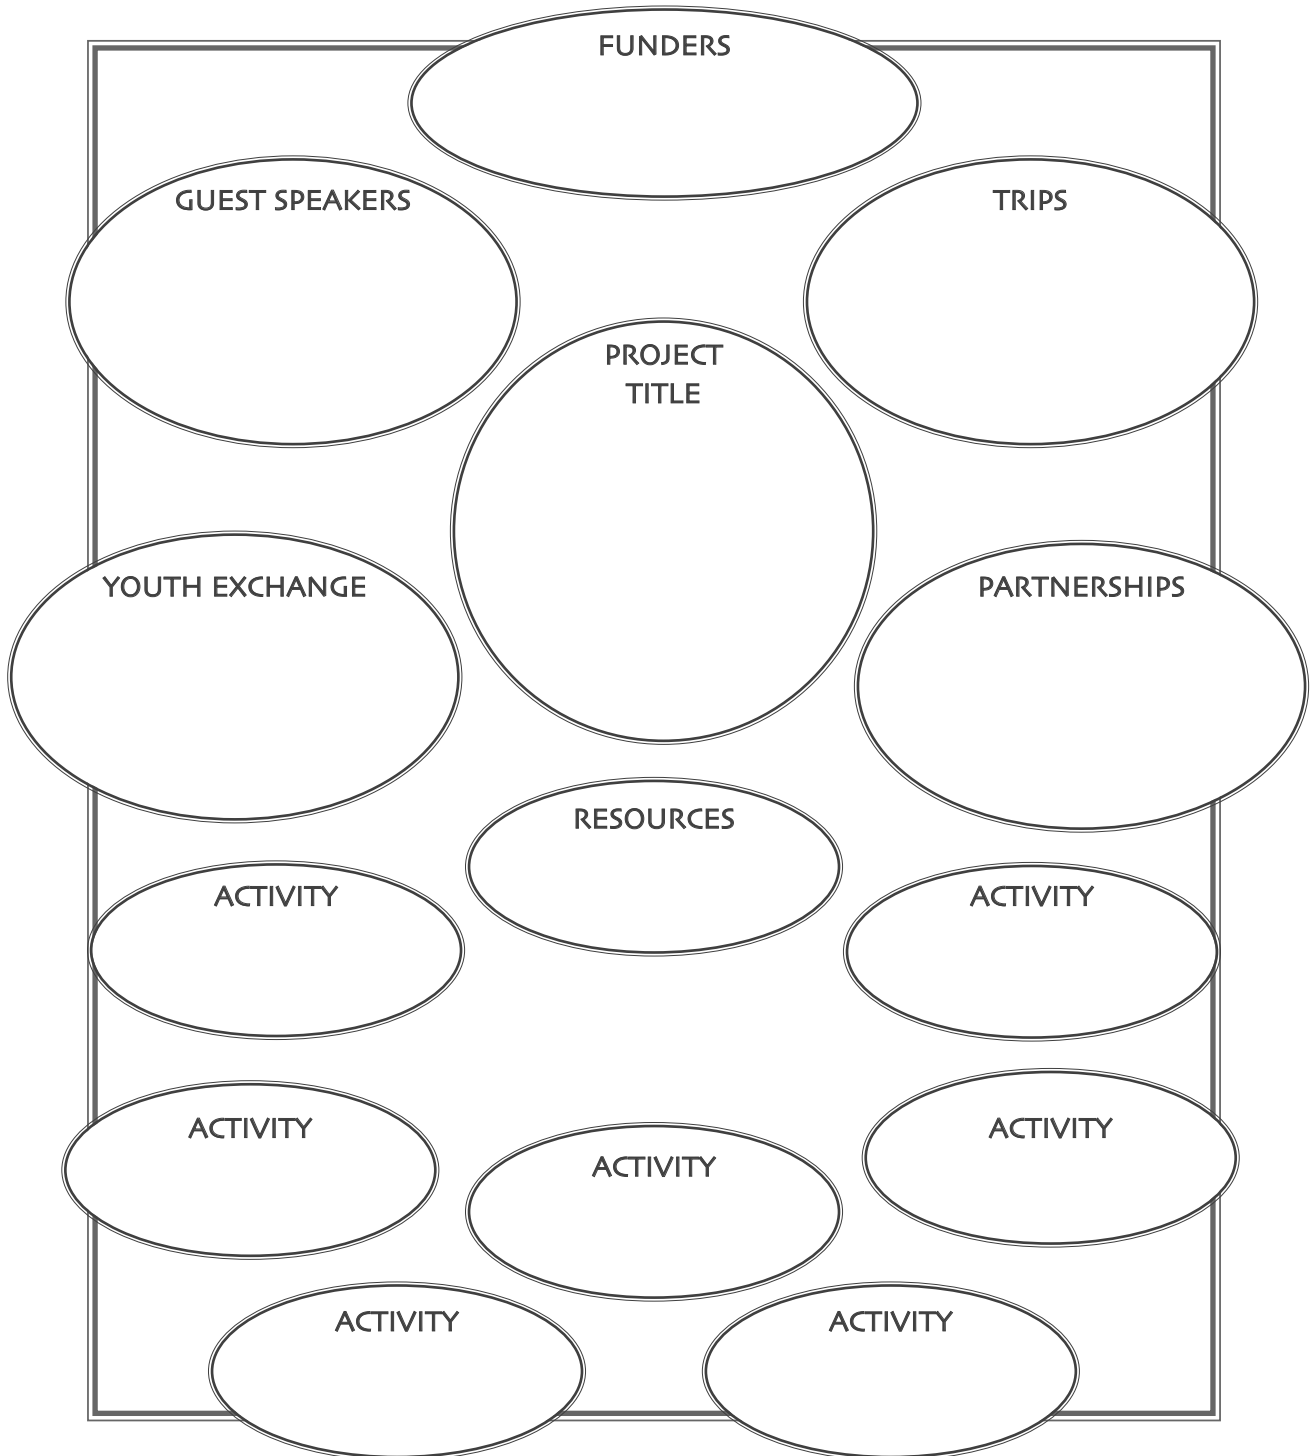 FUNDERS
GUEST SPEAKERS
TRIPS
PROJECT
TITLE
YOUTH EXCHANGE
PARTNERSHIPS
RESOURCES
ACTIVITY
ACTIVITY
ACTIVITY
ACTIVITY
ACTIVITY
ACTIVITY
ACTIVITY